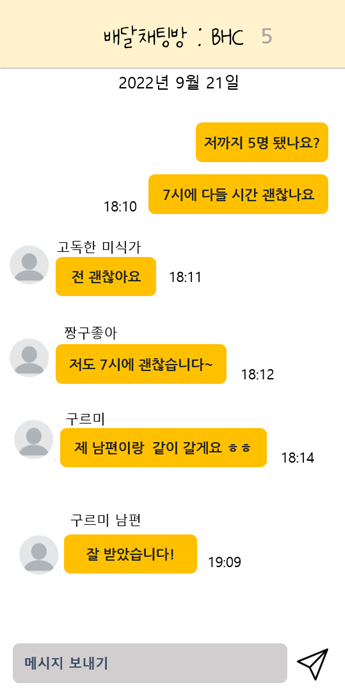 배달채팅방 : BHC 5
2022년 9월 21일
저까지 5명 됐나요?
7시에 다들 시간 괜찮나요
18:10
고독한 미식가
전 괜찮아요
18:11
짱구좋아
저도 7시에 괜찮습니다~
18:12
구르미
제 남편이랑 같이 갈게요 ㅎㅎ
18:14
구르미 남편
잘 받았습니다!
19:09
메시지 보내기